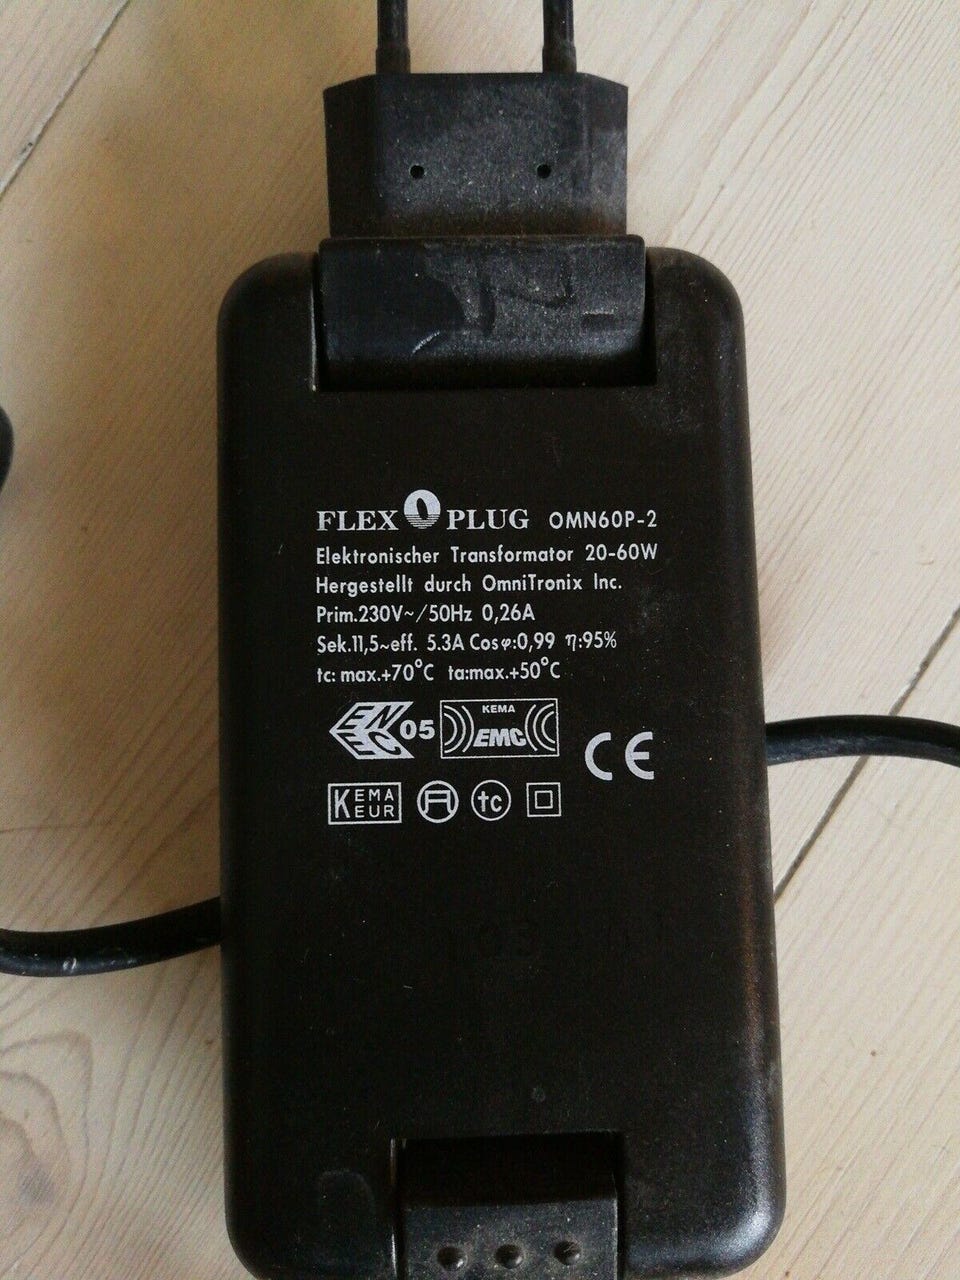 FLEX PLUG OMN60P-2
Elektronischer Transformator 20-60W
Hergestellt durch OmniTronix Inc.
Prim.230V~/50Hz 0,26A
Sek.11,5~eff. 5.3A Cosφ:0,99 η:95%
tc: max.+70°C ta:max.+50°C
ENEC 05 KEMA EMC CE
KEMA EUR tc